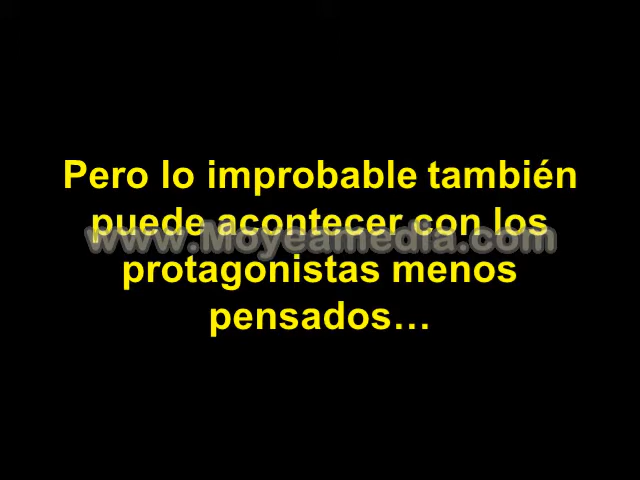 Pero lo improbable también
puede acontecer con los
www.Moyeamedia.com
protagonistas menos
pensados…